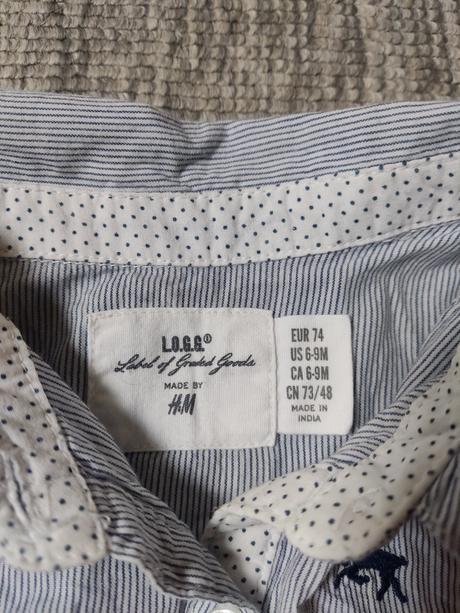 L.O.G.G.®
Label of Graded Goods
MADE BY
H&M
EUR 74
US 6-9M
CA 6-9M
CN 73/48
MADE IN
INDIA